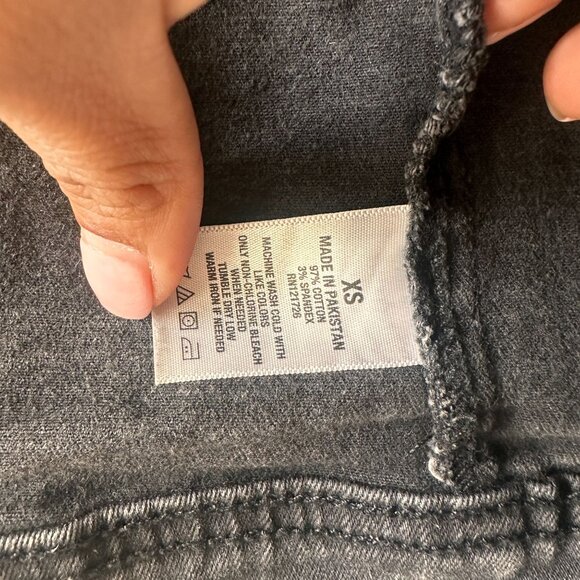 XS
MADE IN PAKISTAN
97% COTTON
3% SPANDEX
RN121726
MACHINE WASH COLD WITH
LIKE COLORS
ONLY NON-CHLORINE BLEACH
WHEN NEEDED
TUMBLE DRY LOW
WARM IRON IF NEEDED